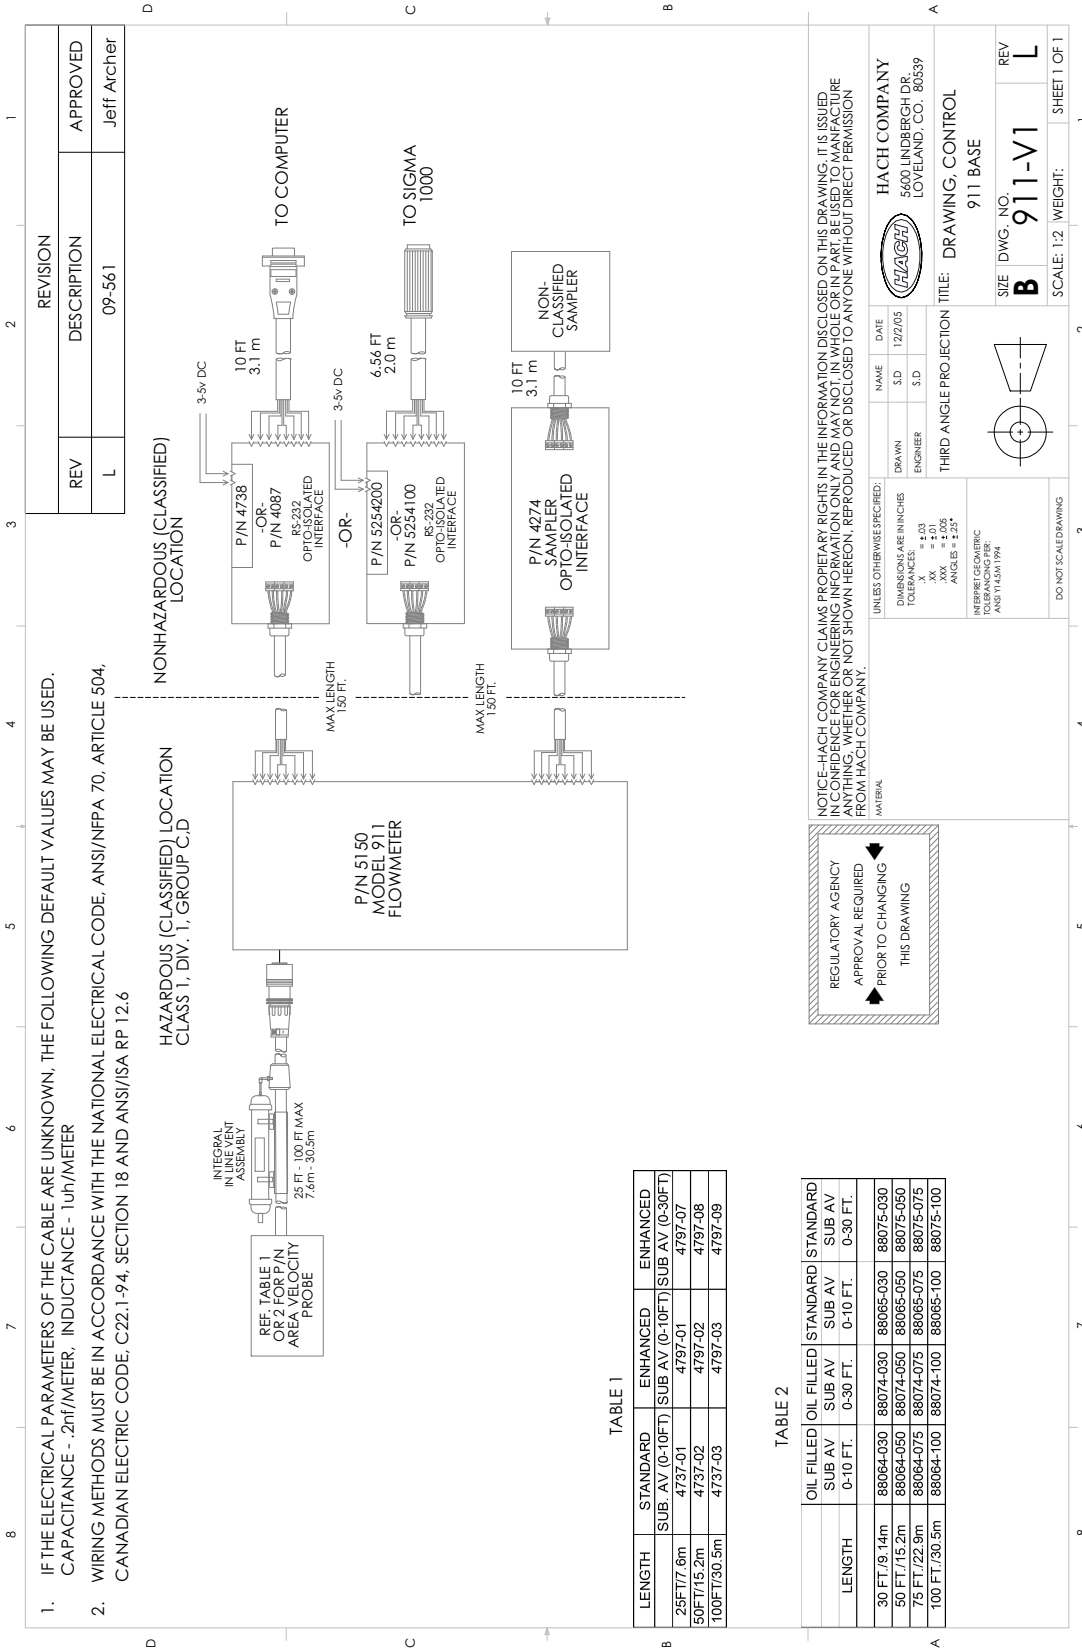 1. IF THE ELECTRICAL PARAMETERS OF THE CABLE ARE UNKNOWN, THE FOLLOWING DEFAULT VALUES MAY BE USED.
CAPACITANCE - .2nf/METER, INDUCTANCE - 1uh/METER
2. WIRING METHODS MUST BE IN ACCORDANCE WITH THE NATIONAL ELECTRICAL CODE, ANSI/NFPA 70, ARTICLE 504,
CANADIAN ELECTRIC CODE, C22.1-94, SECTION 18 AND ANSI/ISA RP 12.6
REVISION
REV DESCRIPTION APPROVED
L 09-561 Jeff Archer
8 7 6 5 4 3 2 1
D
C
B
A
HAZARDOUS (CLASSIFIED) LOCATION
CLASS 1, DIV. 1, GROUP C,D
NONHAZARDOUS (CLASSIFIED)
LOCATION
REF. TABLE 1
OR 2 FOR P/N
AREA VELOCITY
PROBE
INTEGRAL
IN LINE VENT
ASSEMBLY
25 FT - 100 FT MAX
7.6m - 30.5m
P/N 5150
MODEL 911
FLOWMETER
MAX LENGTH
150 FT.
MAX LENGTH
150 FT.
3-5v DC
P/N 4738
-OR-
P/N 4087
RS-232
OPTO-ISOLATED
INTERFACE
10 FT
3.1 m
TO COMPUTER
-OR-
3-5v DC
P/N 5254200
-OR-
P/N 5254100
RS-232
OPTO-ISOLATED
INTERFACE
6.56 FT
2.0 m
TO SIGMA
1000
P/N 4274
SAMPLER
OPTO-ISOLATED
INTERFACE
10 FT
3.1 m
NON-
CLASSIFIED
SAMPLER
TABLE 1
LENGTH STANDARD ENHANCED ENHANCED
SUB. AV (0-10FT) SUB AV (0-10FT) SUB AV (0-30FT)
25FT/7.6m 4737-01 4797-01 4797-07
50FT/15.2m 4737-02 4797-02 4797-08
100FT/30.5m 4737-03 4797-03 4797-09
TABLE 2
OIL FILLED OIL FILLED STANDARD STANDARD
SUB AV SUB AV SUB AV SUB AV
LENGTH 0-10 FT. 0-30 FT. 0-10 FT. 0-30 FT.
30 FT./9.14m 88064-030 88074-030 88065-030 88075-030
50 FT./15.2m 88064-050 88074-050 88065-050 88075-050
75 FT./22.9m 88064-075 88074-075 88065-075 88075-075
100 FT./30.5m 88064-100 88074-100 88065-100 88075-100
REGULATORY AGENCY
APPROVAL REQUIRED
PRIOR TO CHANGING
THIS DRAWING
NOTICE--HACH COMPANY CLAIMS PROPIETARY RIGHTS IN THE INFORMATION DISCLOSED ON THIS DRAWING. IT IS ISSUED
IN CONFIDENCE FOR ENGINEERING INFORMATION ONLY AND MAY NOT, IN WHOLE OR IN PART, BE USED TO MANFACTURE
ANYTHING, WHETHER OR NOT SHOWN HEREON, REPRODUCED OR DISCLOSED TO ANYONE WITHOUT DIRECT PERMISSION
FROM HACH COMPANY.
MATERIAL
UNLESS OTHERWISE SPECIFIED:
DIMENSIONS ARE IN INCHES
TOLERANCES:
.X = ±.03
.XX = ±.01
.XXX = ±.005
ANGLES = ±.25°
INTERPRET GEOMETRIC
TOLERANCING PER:
ANSI Y14.5M 1994
DO NOT SCALE DRAWING
NAME DATE
DRAWN S.D 12/2/05
ENGINEER S.D
THIRD ANGLE PROJECTION
HACH
HACH COMPANY
5600 LINDBERGH DR.
LOVELAND, CO. 80539
TITLE: DRAWING, CONTROL
911 BASE
SIZE DWG. NO. REV
B 911-V1 L
SCALE: 1:2 WEIGHT: SHEET 1 OF 1
D
C
B
A
8 7 6 5 4 3 2 1